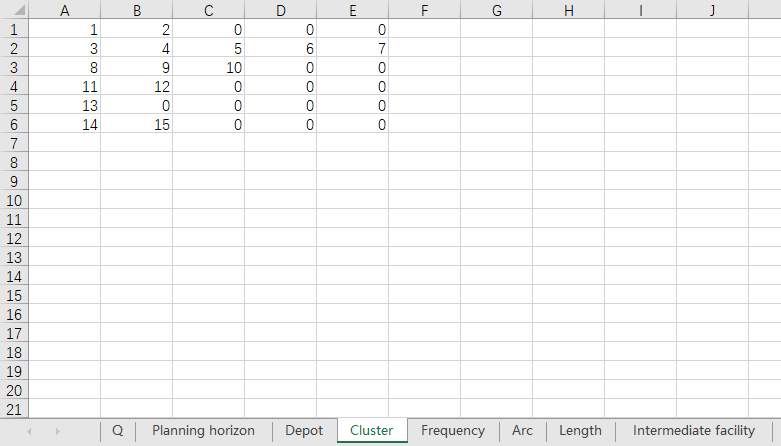 A B C D E F G H I J
1 1 2 0 0 0
2 3 4 5 6 7
3 8 9 10 0 0
4 11 12 0 0 0
5 13 0 0 0 0
6 14 15 0 0 0
7
8
9
10
11
12
13
14
15
16
17
18
19
20
21
Q Planning horizon Depot Cluster Frequency Arc Length Intermediate facility